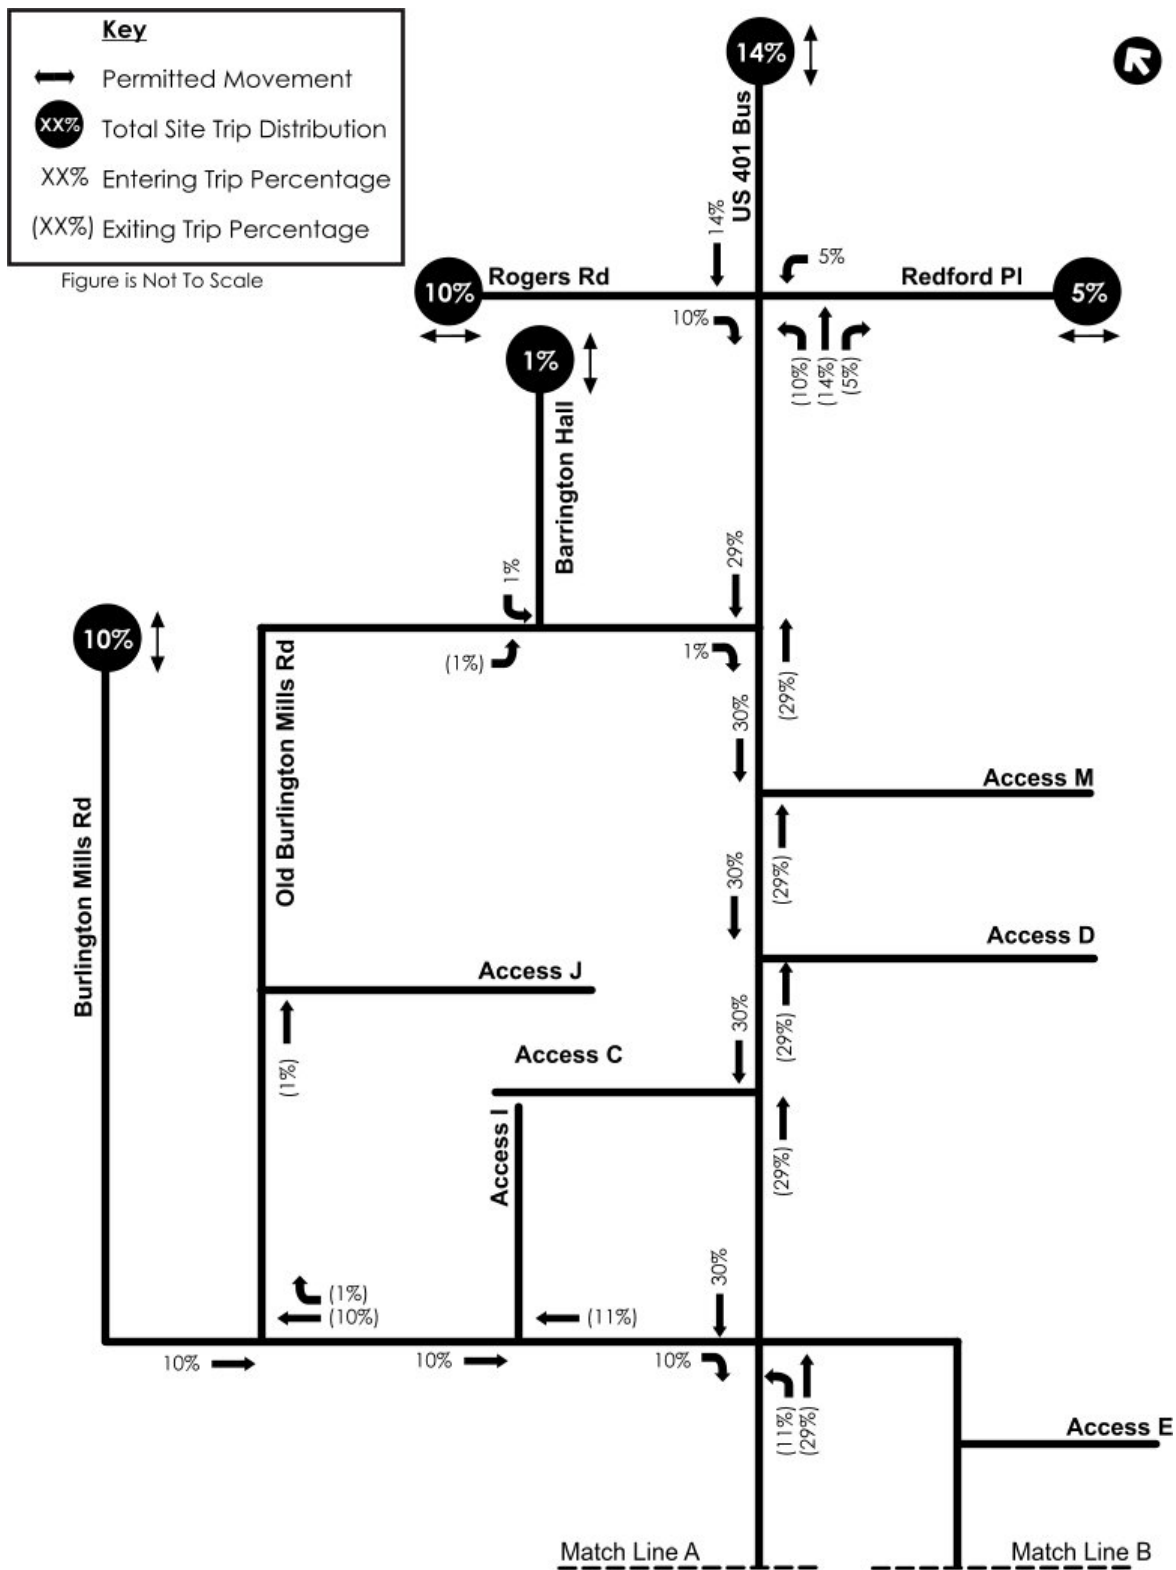 Key
Permitted Movement
XX% Total Site Trip Distribution
XX% Entering Trip Percentage
(XX%) Exiting Trip Percentage
Figure is Not To Scale
14%
US 401 Bus
14%
5%
10%
Rogers Rd
Redford Pl
5%
10%
(10%)
(14%)
(5%)
1%
Barrington Hall
29%
1%
10%
(1%)
1%
(29%)
Old Burlington Mills Rd
30%
Access M
Burlington Mills Rd
30%
(29%)
Access D
Access J
30%
(29%)
(1%)
Access C
Access I
(29%)
30%
(1%)
(10%)
(11%)
10%
10%
10%
(11%)
(29%)
Access E
Match Line A
Match Line B